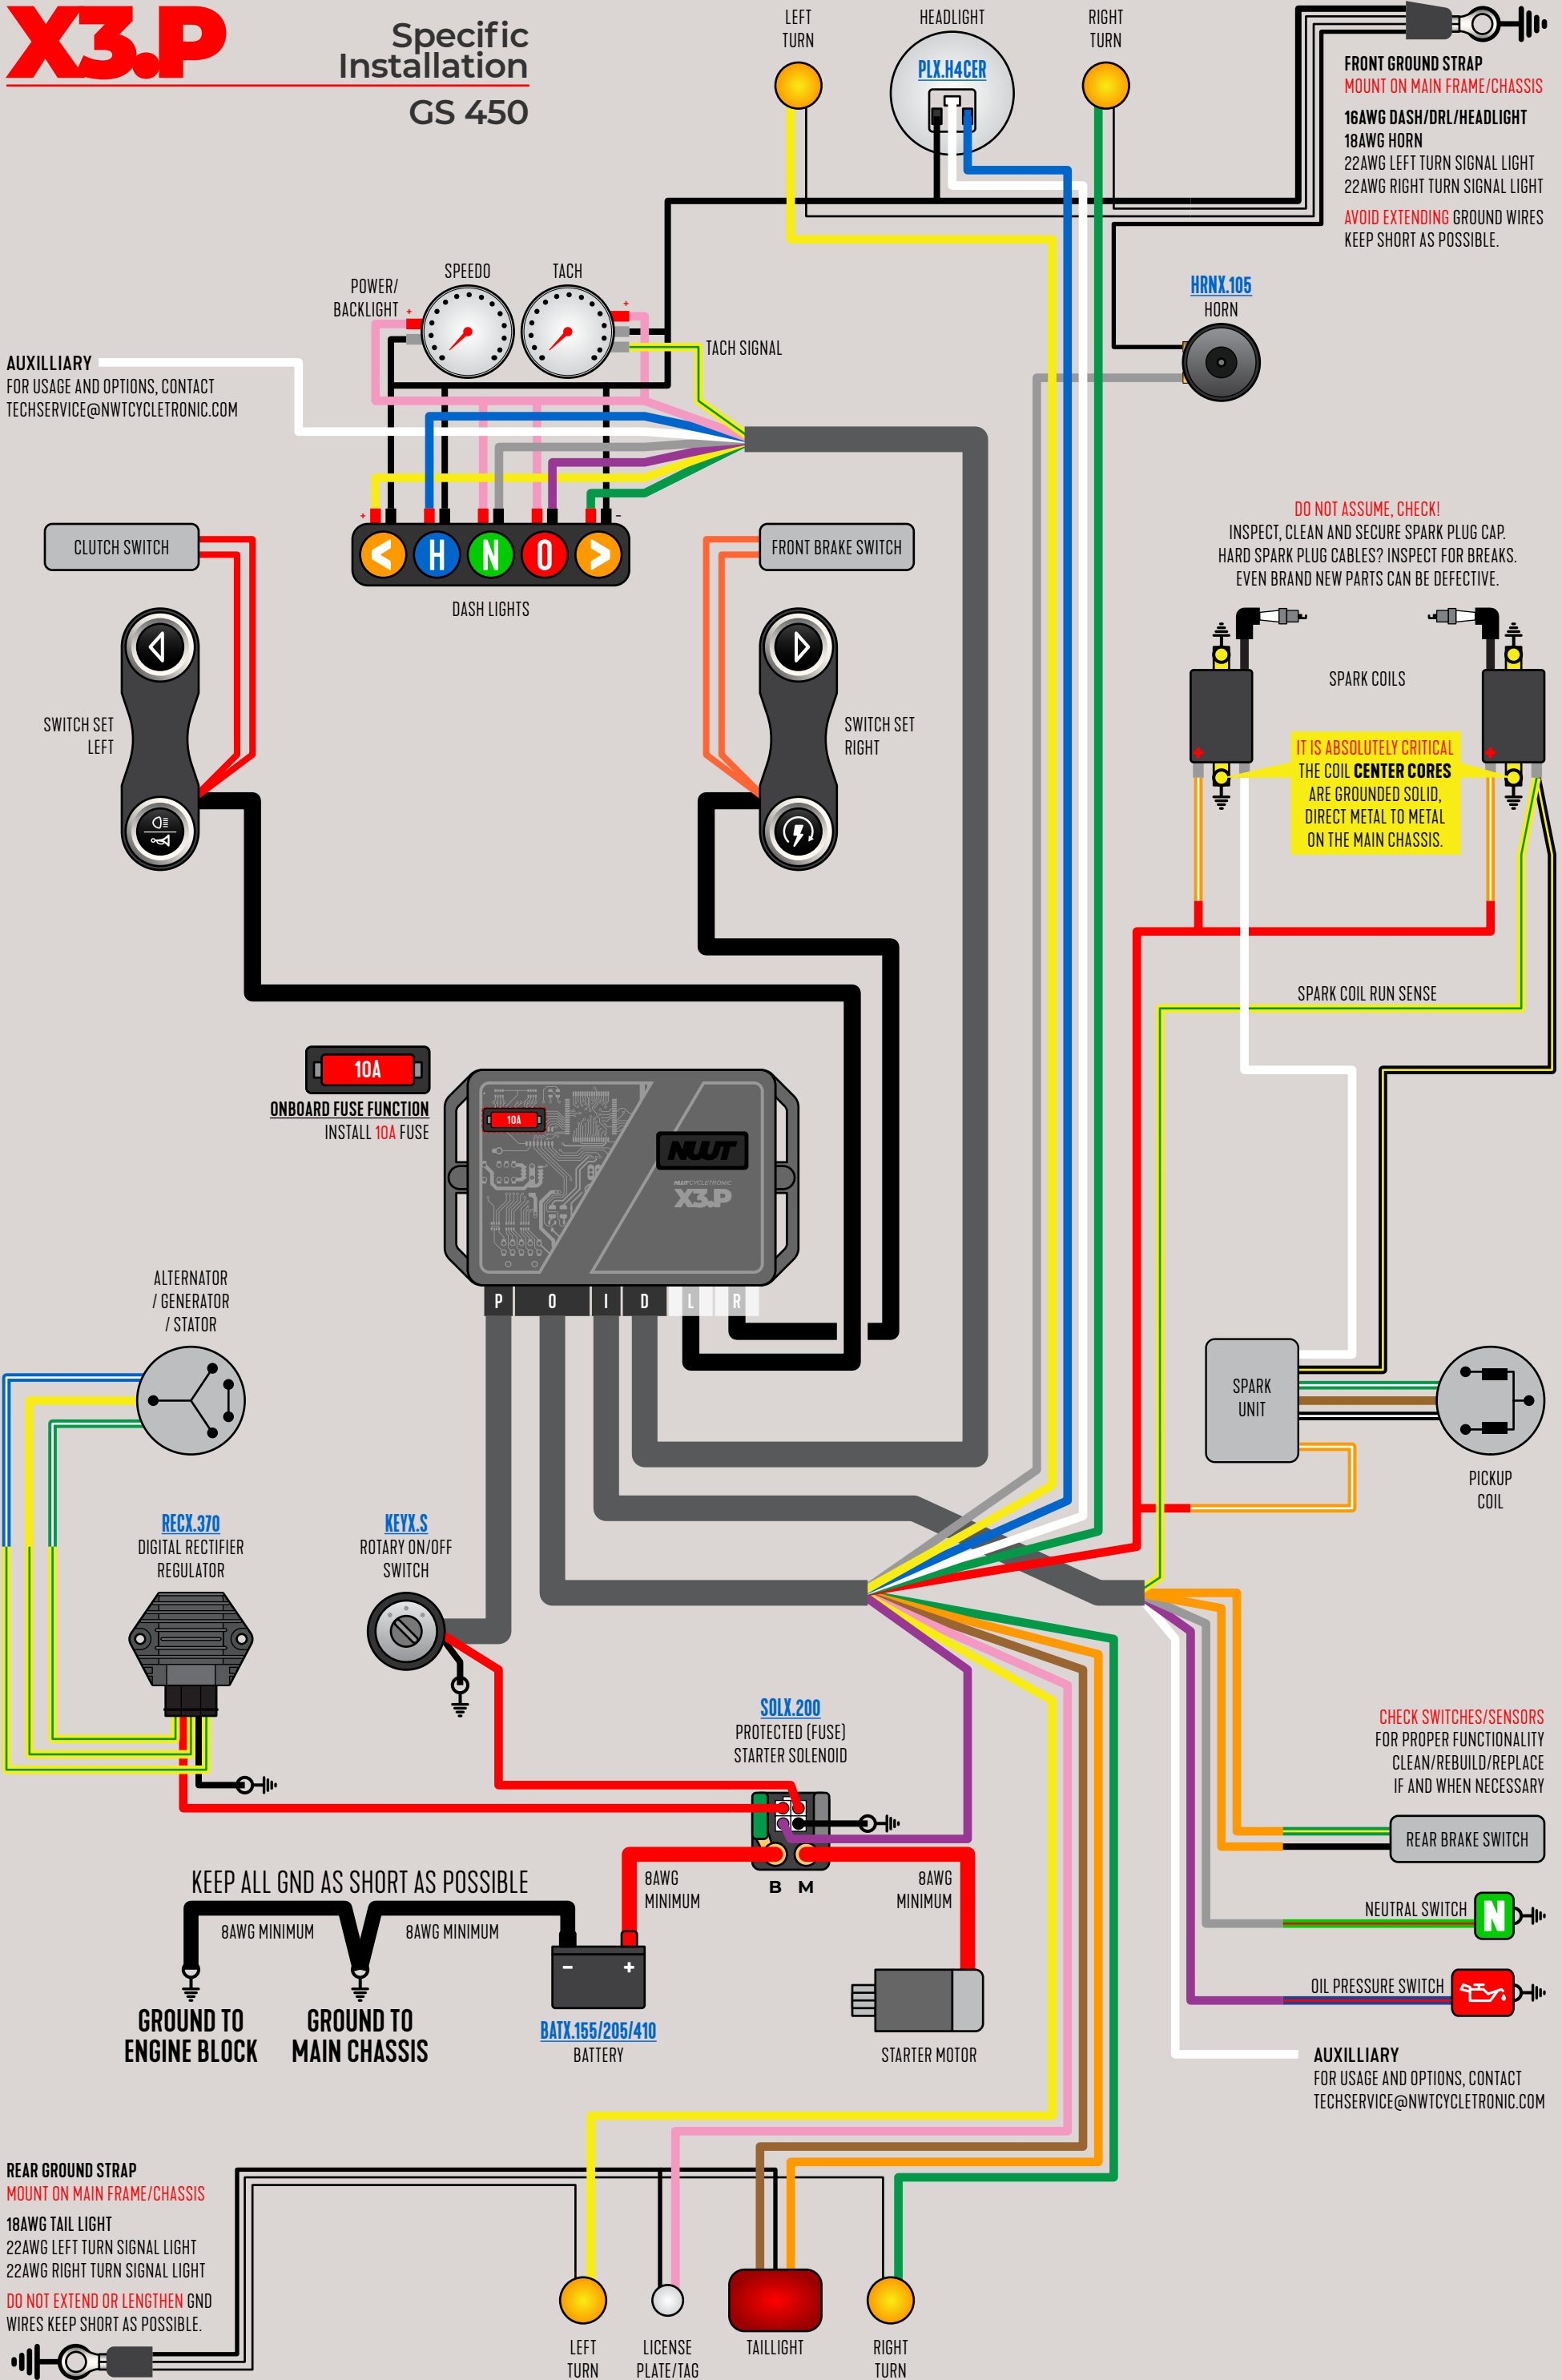 X3.P
Specific
Installation
GS 450
LEFT
TURN
HEADLIGHT
PLX.H4CER
RIGHT
TURN
FRONT GROUND STRAP
MOUNT ON MAIN FRAME/CHASSIS
16AWG DASH/DRL/HEADLIGHT
18AWG HORN
22AWG LEFT TURN SIGNAL LIGHT
22AWG RIGHT TURN SIGNAL LIGHT
AVOID EXTENDING GROUND WIRES
KEEP SHORT AS POSSIBLE.
POWER/
BACKLIGHT
+
SPEEDO
TACH
+
TACH SIGNAL
HRNX.105
HORN
AUXILLIARY
FOR USAGE AND OPTIONS, CONTACT
TECHSERVICE@NWTCYCLETRONIC.COM
+
-
< H N O >
DASH LIGHTS
CLUTCH SWITCH
FRONT BRAKE SWITCH
SWITCH SET
LEFT
SWITCH SET
RIGHT
DO NOT ASSUME, CHECK!
INSPECT, CLEAN AND SECURE SPARK PLUG CAP.
HARD SPARK PLUG CABLES? INSPECT FOR BREAKS.
EVEN BRAND NEW PARTS CAN BE DEFECTIVE.
SPARK COILS
+
+
IT IS ABSOLUTELY CRITICAL
THE COIL CENTER CORES
ARE GROUNDED SOLID,
DIRECT METAL TO METAL
ON THE MAIN CHASSIS.
SPARK COIL RUN SENSE
10A
ONBOARD FUSE FUNCTION
INSTALL 10A FUSE
10A
NWT
NWT CYCLETRONIC
X3.P
P O I D L R
ALTERNATOR
/ GENERATOR
/ STATOR
SPARK
UNIT
PICKUP
COIL
RECX.370
DIGITAL RECTIFIER
REGULATOR
KEYX.S
ROTARY ON/OFF
SWITCH
SOLX.200
PROTECTED (FUSE)
STARTER SOLENOID
B M
8AWG
MINIMUM
8AWG
MINIMUM
CHECK SWITCHES/SENSORS
FOR PROPER FUNCTIONALITY
CLEAN/REBUILD/REPLACE
IF AND WHEN NECESSARY
REAR BRAKE SWITCH
NEUTRAL SWITCH
N
OIL PRESSURE SWITCH
KEEP ALL GND AS SHORT AS POSSIBLE
8AWG MINIMUM
8AWG MINIMUM
GROUND TO
ENGINE BLOCK
GROUND TO
MAIN CHASSIS
- +
BATX.155/205/410
BATTERY
STARTER MOTOR
AUXILLIARY
FOR USAGE AND OPTIONS, CONTACT
TECHSERVICE@NWTCYCLETRONIC.COM
REAR GROUND STRAP
MOUNT ON MAIN FRAME/CHASSIS
18AWG TAIL LIGHT
22AWG LEFT TURN SIGNAL LIGHT
22AWG RIGHT TURN SIGNAL LIGHT
DO NOT EXTEND OR LENGTHEN GND
WIRES KEEP SHORT AS POSSIBLE.
LEFT
TURN
LICENSE
PLATE/TAG
TAILLIGHT
RIGHT
TURN